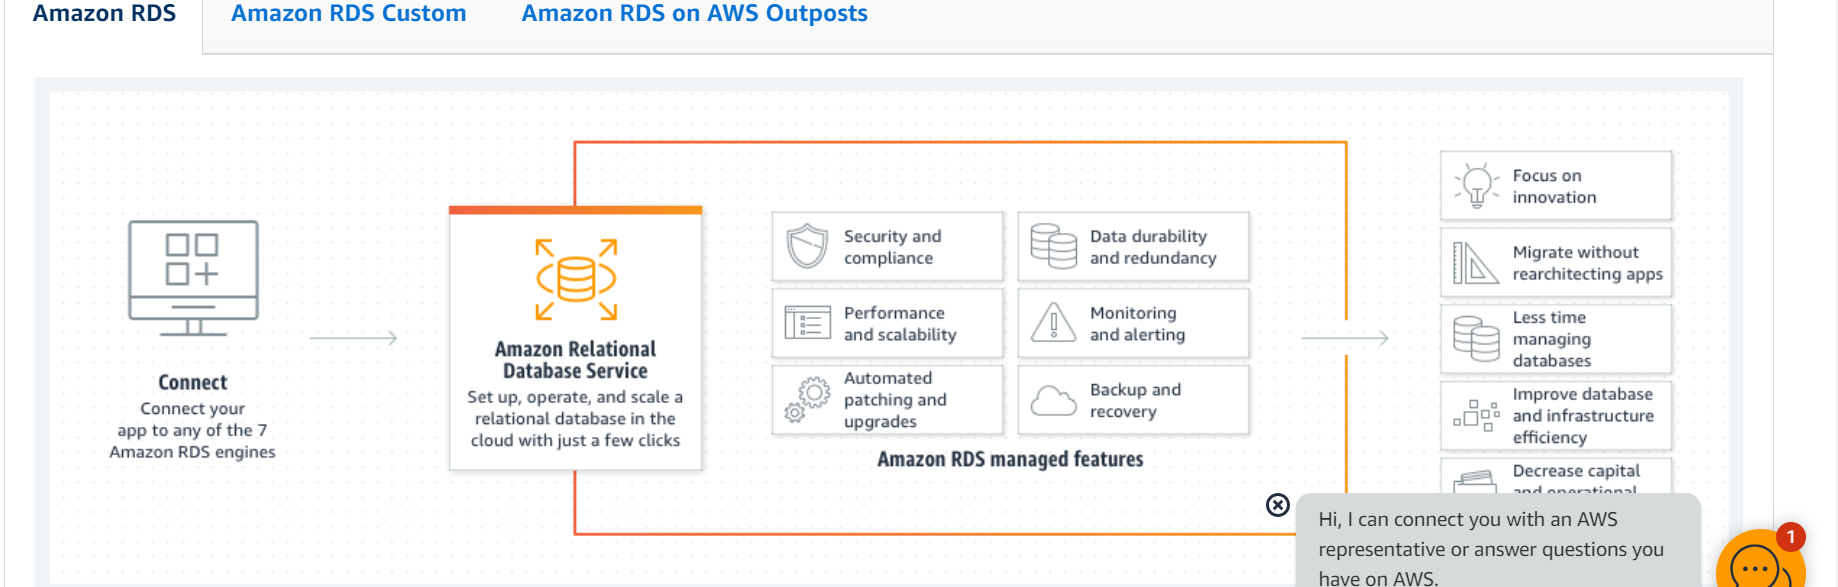 Amazon RDS
Amazon RDS Custom
Amazon RDS on AWS Outposts
Connect
Connect your
app to any of the 7
Amazon RDS engines
Amazon Relational
Database Service
Set up, operate, and scale a
relational database in the
cloud with just a few clicks
Security and
compliance
Data durability
and redundancy
Performance
and scalability
Monitoring
and alerting
Automated
patching and
upgrades
Backup and
recovery
Amazon RDS managed features
Focus on
innovation
Migrate without
rearchitecting apps
Less time
managing
databases
Improve database
and infrastructure
efficiency
Decrease capital
and operational
Hi, I can connect you with an AWS
representative or answer questions you
have on AWS.
1